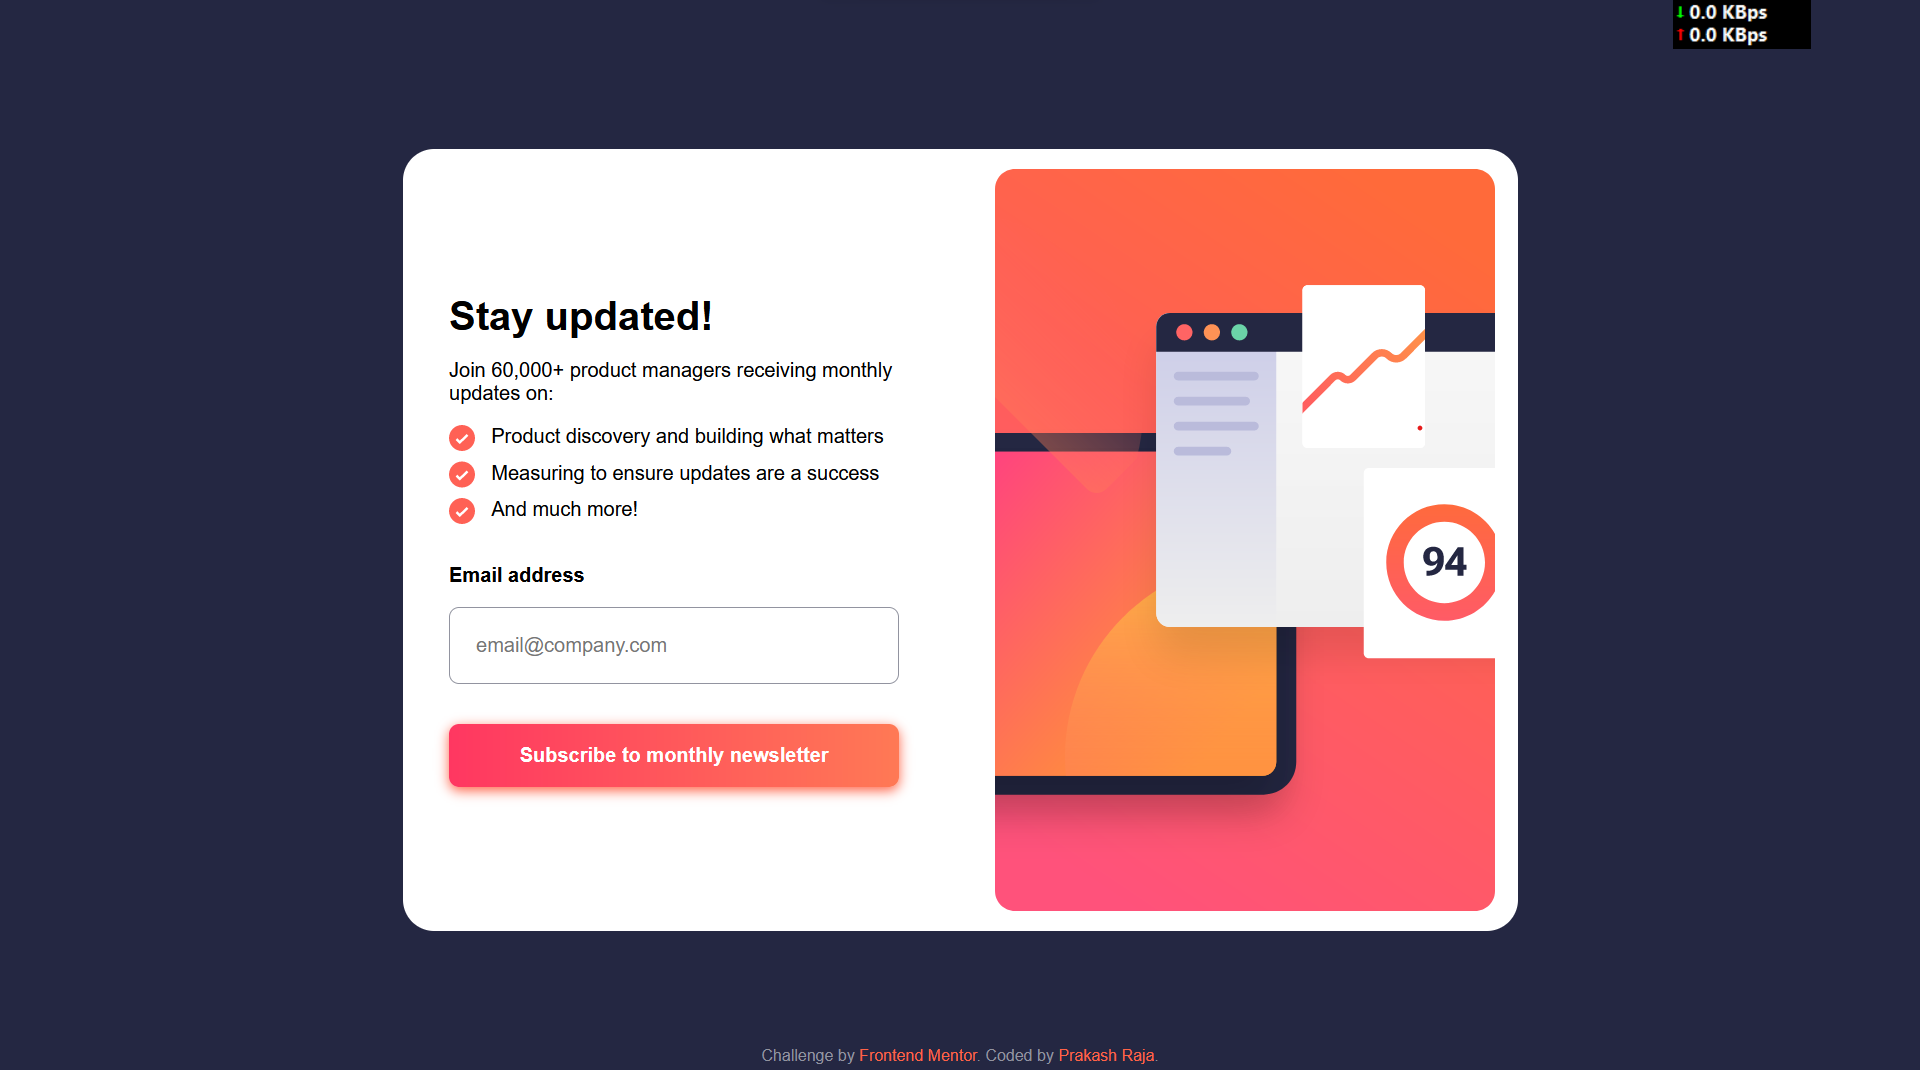 ↓ 0.0 KBps
↑ 0.0 KBps
Stay updated!
Join 60,000+ product managers receiving monthly
updates on:
Product discovery and building what matters
Measuring to ensure updates are a success
And much more!
Email address
email@company.com
Subscribe to monthly newsletter
94
Challenge by Frontend Mentor. Coded by Prakash Raja.